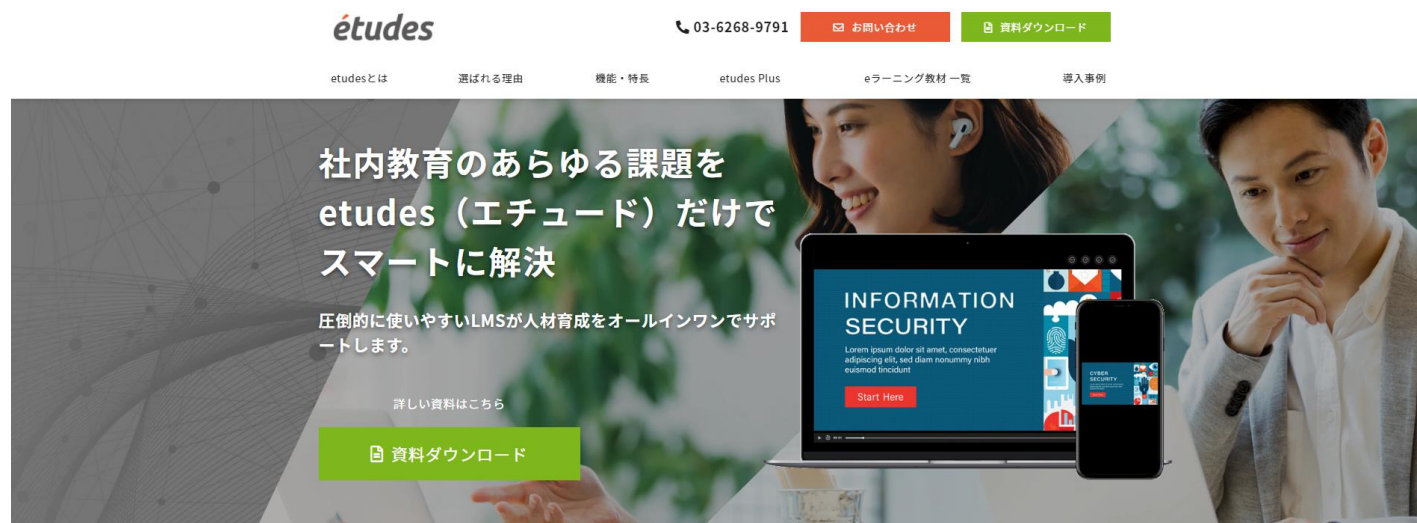 études
03-6268-9791
お問い合わせ
資料ダウンロード
etudesとは
選ばれる理由
機能・特長
etudes Plus
eラーニング教材 一覧
導入事例
社内教育のあらゆる課題を
etudes（エチュード）だけで
スマートに解決
圧倒的に使いやすいLMSが人材育成をオールインワンでサポ
ートします。
詳しい資料はこちら
資料ダウンロード
INFORMATION
SECURITY
Lorem ipsum dolor sit amet, consectetuer
adipiscing elit, sed diam nonummy nibh
euismod tincidunt
Start Here
CYBER
SECURITY